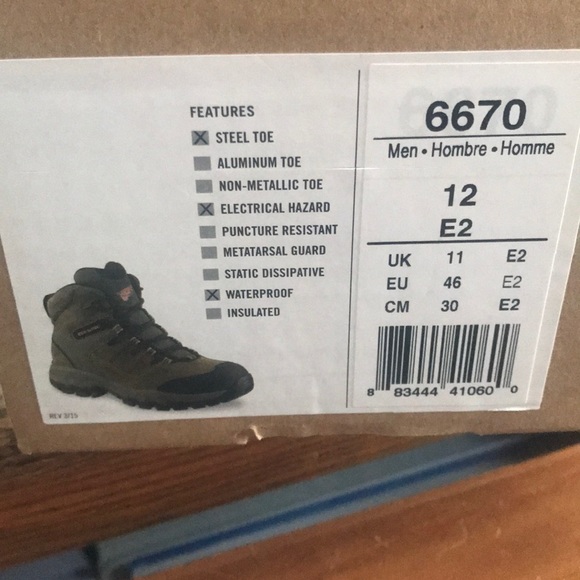 FEATURES
STEEL TOE
ALUMINUM TOE
NON-METALLIC TOE
ELECTRICAL HAZARD
PUNCTURE RESISTANT
METATARSAL GUARD
STATIC DISSIPATIVE
WATERPROOF
INSULATED
6670
Men • Hombre • Homme
12
E2
UK 11 E2
EU 46 E2
CM 30 E2
8 83444 41060 0